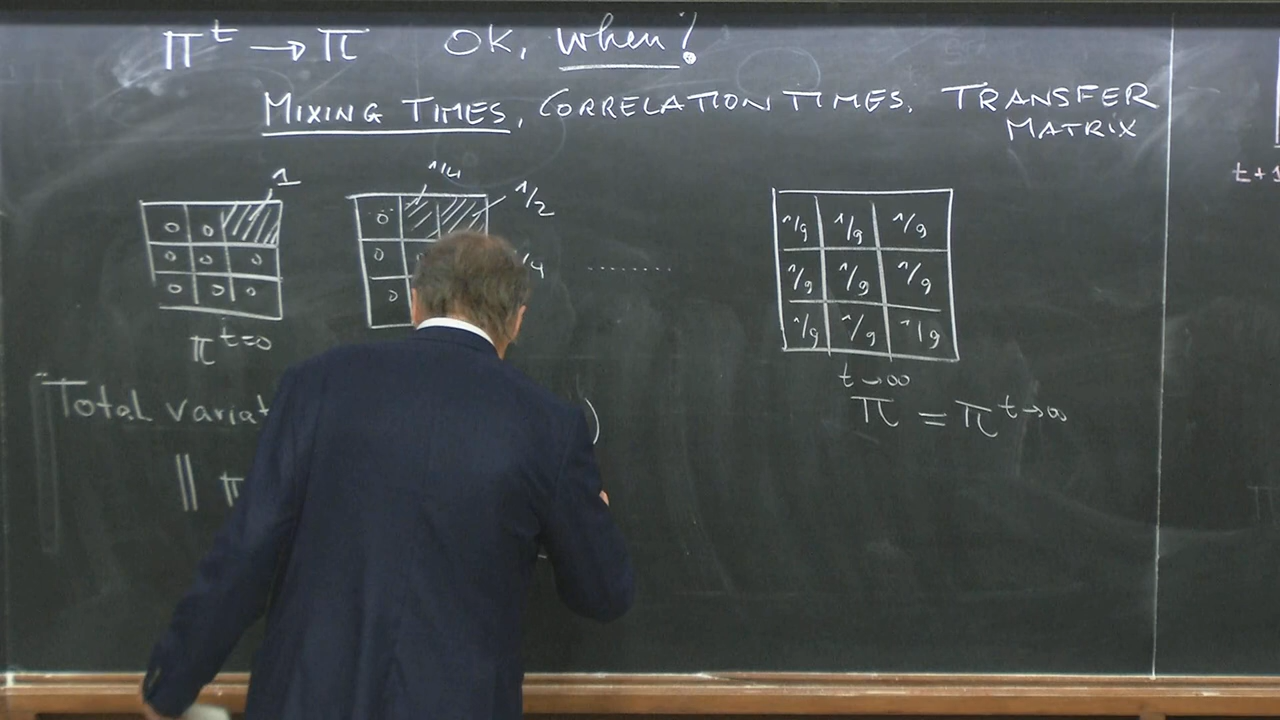 π^t → π OK, when?
MIXING TIMES, CORRELATION TIMES, TRANSFER
MATRIX
t+1
1
1/4
1/2
0 0
0 0 0
0 0 0
0
0 1/4
0
.........
1/9 1/9 1/9
1/9 1/9 1/9
1/9 1/9 1/9
π^t=0
t→∞
π = π^t→∞
"Total )
|| π